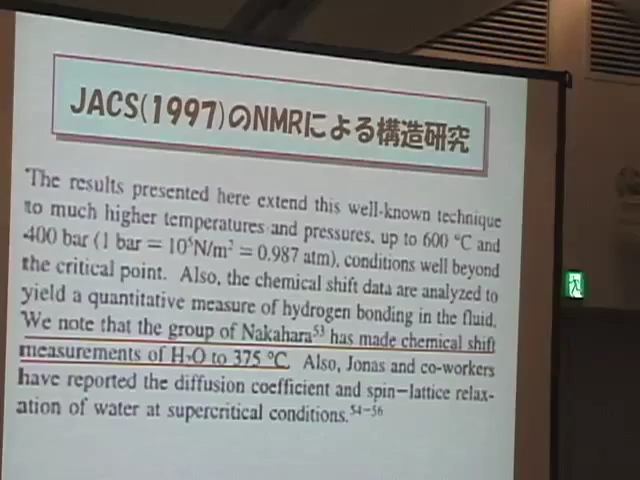 JACS(1997)のNMRによる構造研究
The results presented here extend this well-known technique
to much higher temperatures and pressures, up to 600 °C and
400 bar (1 bar = 10⁵N/m² = 0.987 atm), conditions well beyond
the critical point. Also, the chemical shift data are analyzed to
yield a quantitative measure of hydrogen bonding in the fluid.
We note that the group of Nakahara⁵³ has made chemical shift
measurements of H₂O to 375 °C. Also, Jonas and co-workers
have reported the diffusion coefficient and spin−lattice relax-
ation of water at supercritical conditions.⁵⁴⁻⁵⁶